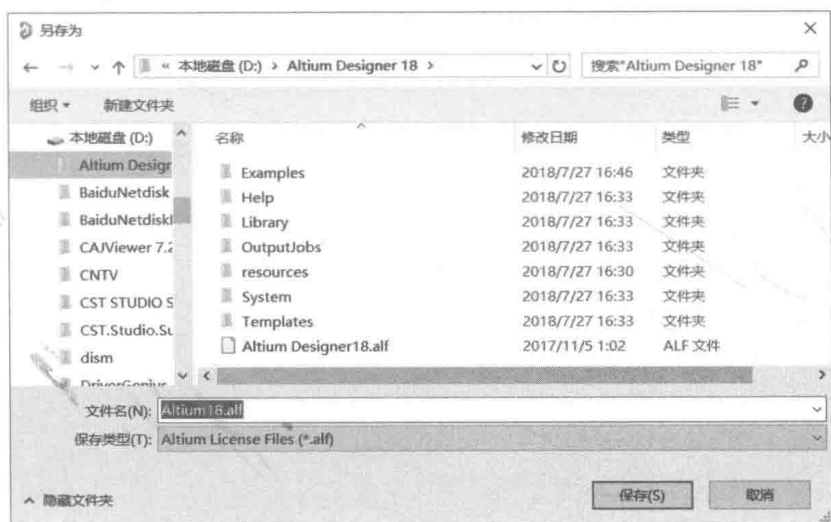 另存为
« 本地磁盘 (D:) › Altium Designer 18 ›
搜索"Altium Designer 18"
组织 新建文件夹
名称 修改日期 类型 大小
本地磁盘 (D:)
Altium Desigr
BaiduNetdisk
BaiduNetdisk
CAJViewer 7.2
CNTV
CST STUDIO S
CST.Studio.Su
dism
DriverGenius
Examples 2018/7/27 16:46 文件夹
Help 2018/7/27 16:33 文件夹
Library 2018/7/27 16:33 文件夹
OutputJobs 2018/7/27 16:33 文件夹
resources 2018/7/27 16:30 文件夹
System 2018/7/27 16:33 文件夹
Templates 2018/7/27 16:33 文件夹
Altium Designer18.alf 2017/11/5 1:02 ALF 文件
文件名(N): Altium18.alf
保存类型(T): Altium License Files (*.alf)
隐藏文件夹 保存(S) 取消